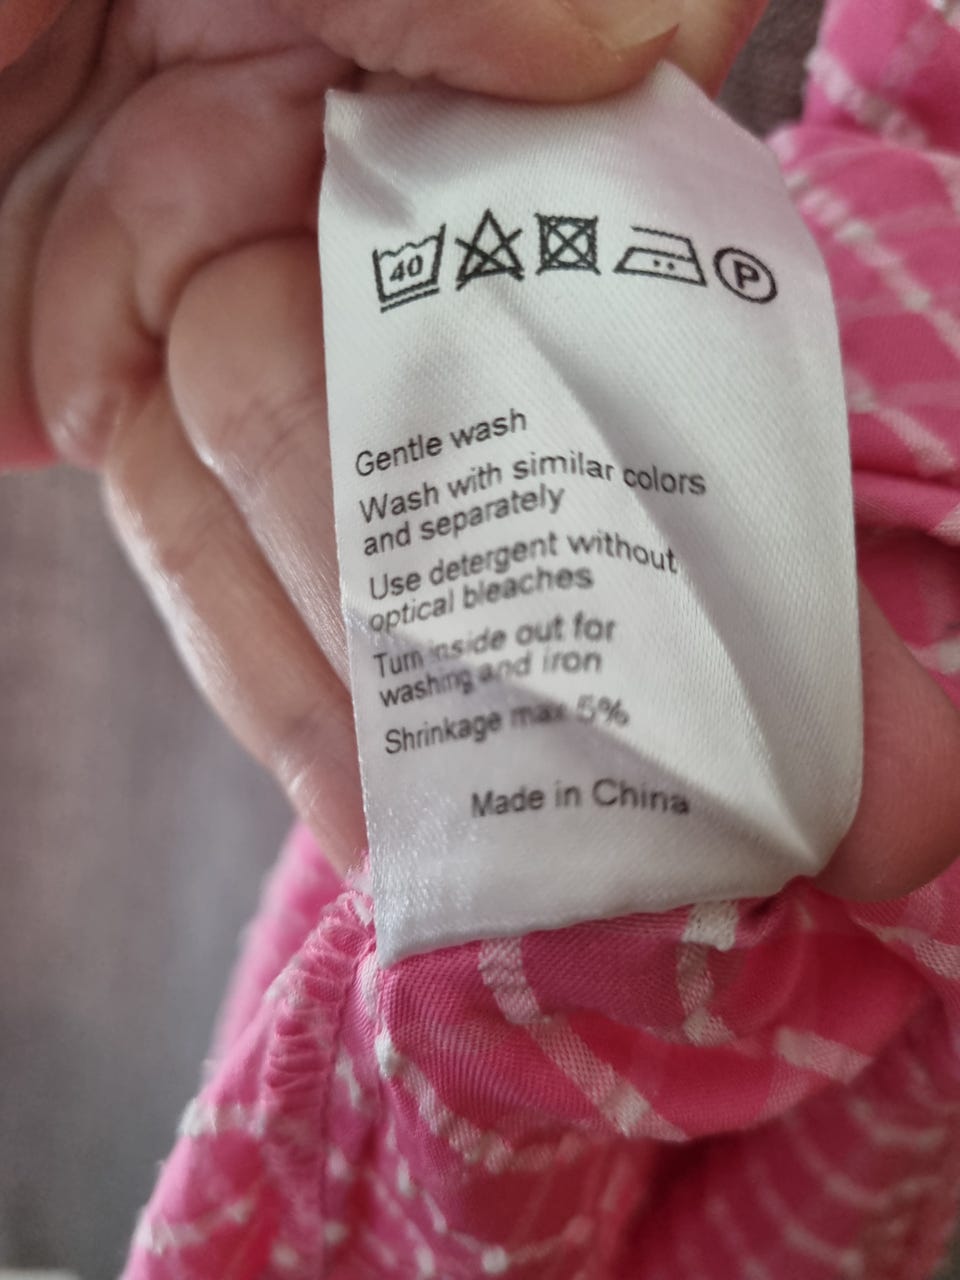 40 P
Gentle wash
Wash with similar colors
and separately
Use detergent without
optical bleaches
Turn inside out for
washing and iron
Shrinkage max 5%
Made in China